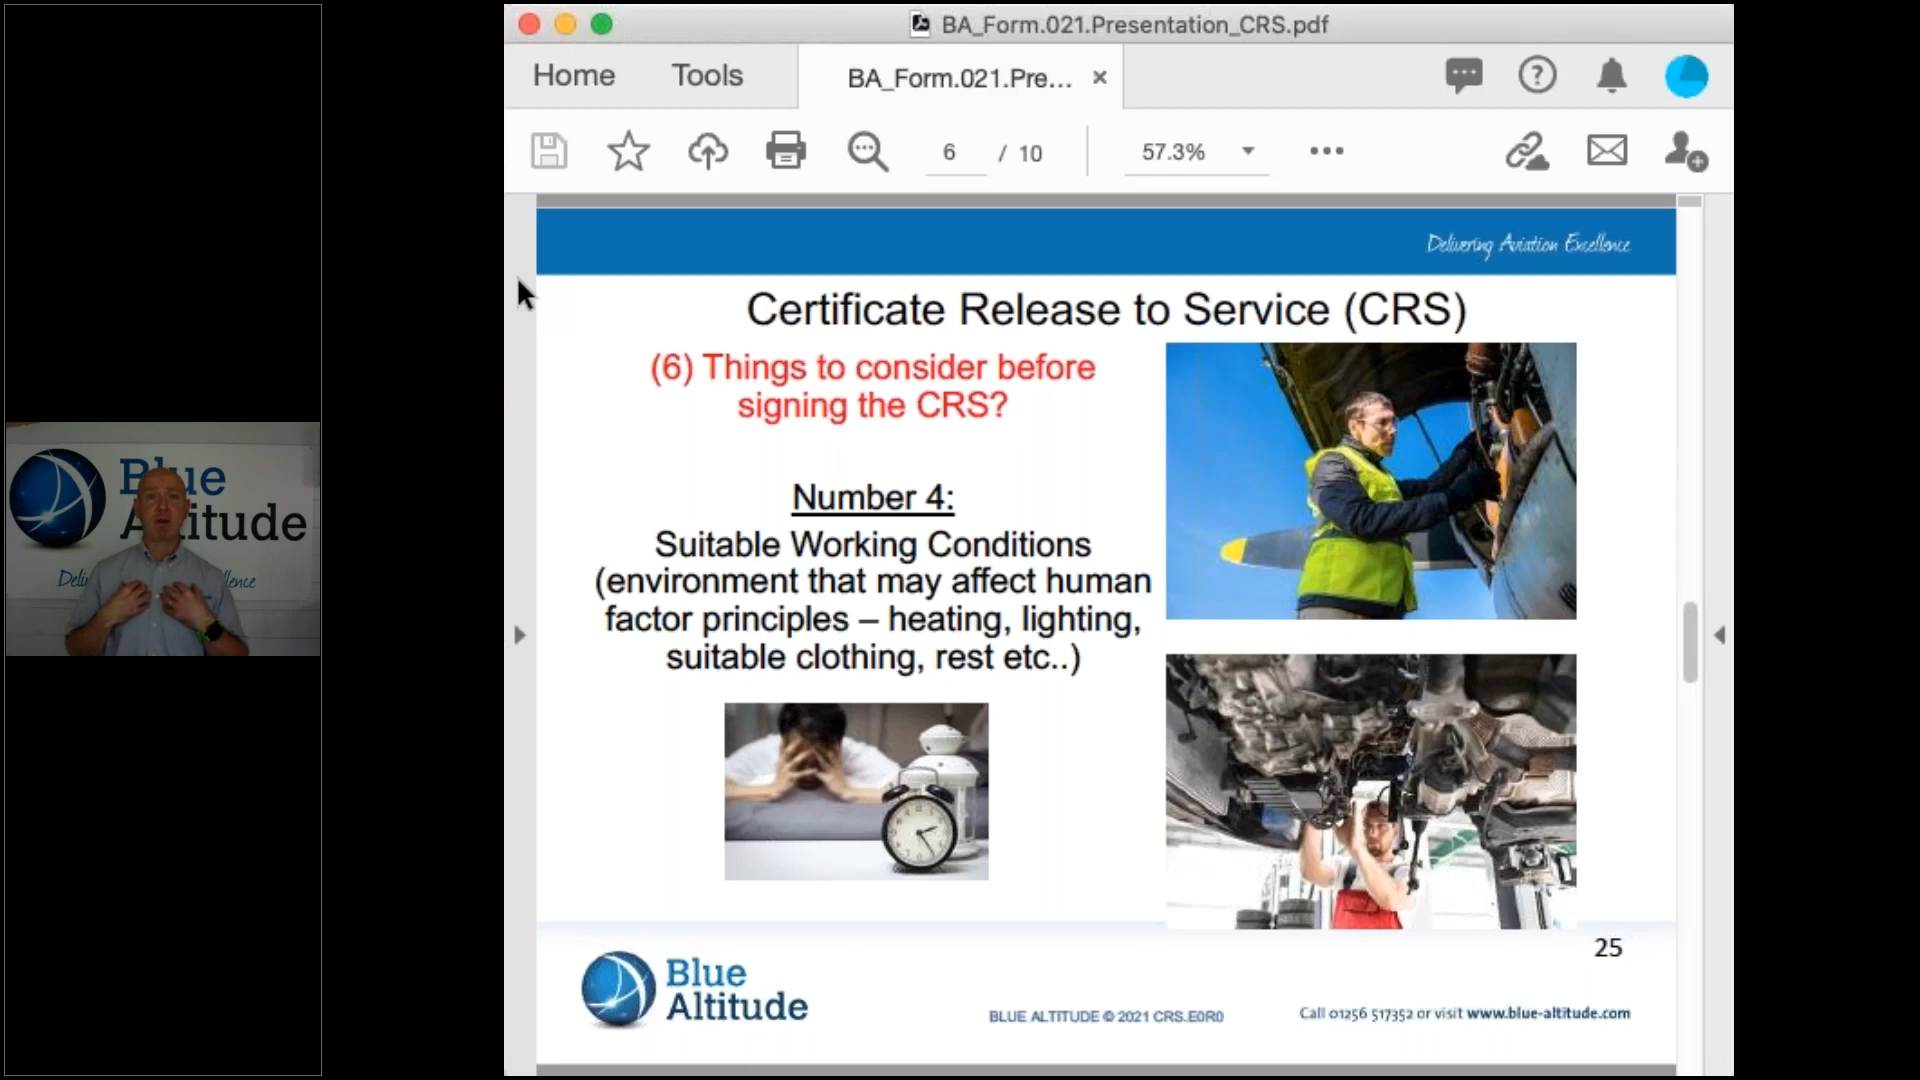 BA_Form.021.Presentation_CRS.pdf
Home
Tools
BA_Form.021.Pre...
6 / 10
57.3%
Delivering Aviation Excellence
Certificate Release to Service (CRS)
(6) Things to consider before
signing the CRS?
Number 4:
Suitable Working Conditions
(environment that may affect human
factor principles – heating, lighting,
suitable clothing, rest etc..)
25
Blue
Altitude
BLUE ALTITUDE © 2021 CRS.E0R0
Call 01256 517352 or visit www.blue-altitude.com
Blue
Altitude